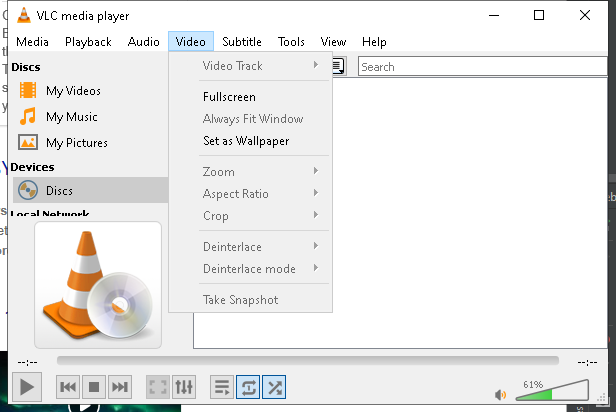 VLC media player
Media Playback Audio Video Subtitle Tools View Help
Discs
My Videos
My Music
My Pictures
Devices
Discs
Local Network
Video Track
Fullscreen
Always Fit Window
Set as Wallpaper
Zoom
Aspect Ratio
Crop
Deinterlace
Deinterlace mode
Take Snapshot
Search
--:-- --:--
61%